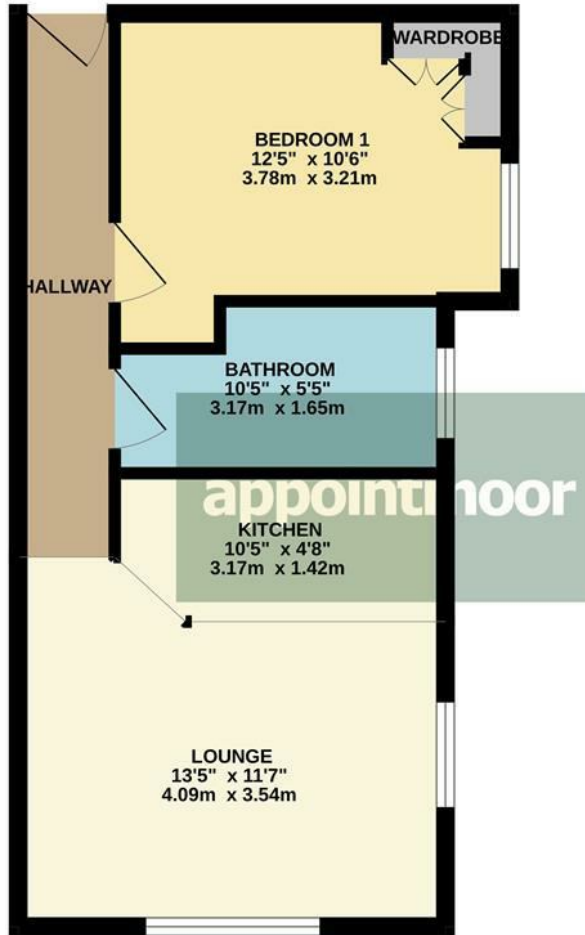 WARDROBE
BEDROOM 1
12'5" x 10'6"
3.78m x 3.21m
HALLWAY
BATHROOM
10'5" x 5'5"
3.17m x 1.65m
appointmoor
KITCHEN
10'5" x 4'8"
3.17m x 1.42m
LOUNGE
13'5" x 11'7"
4.09m x 3.54m